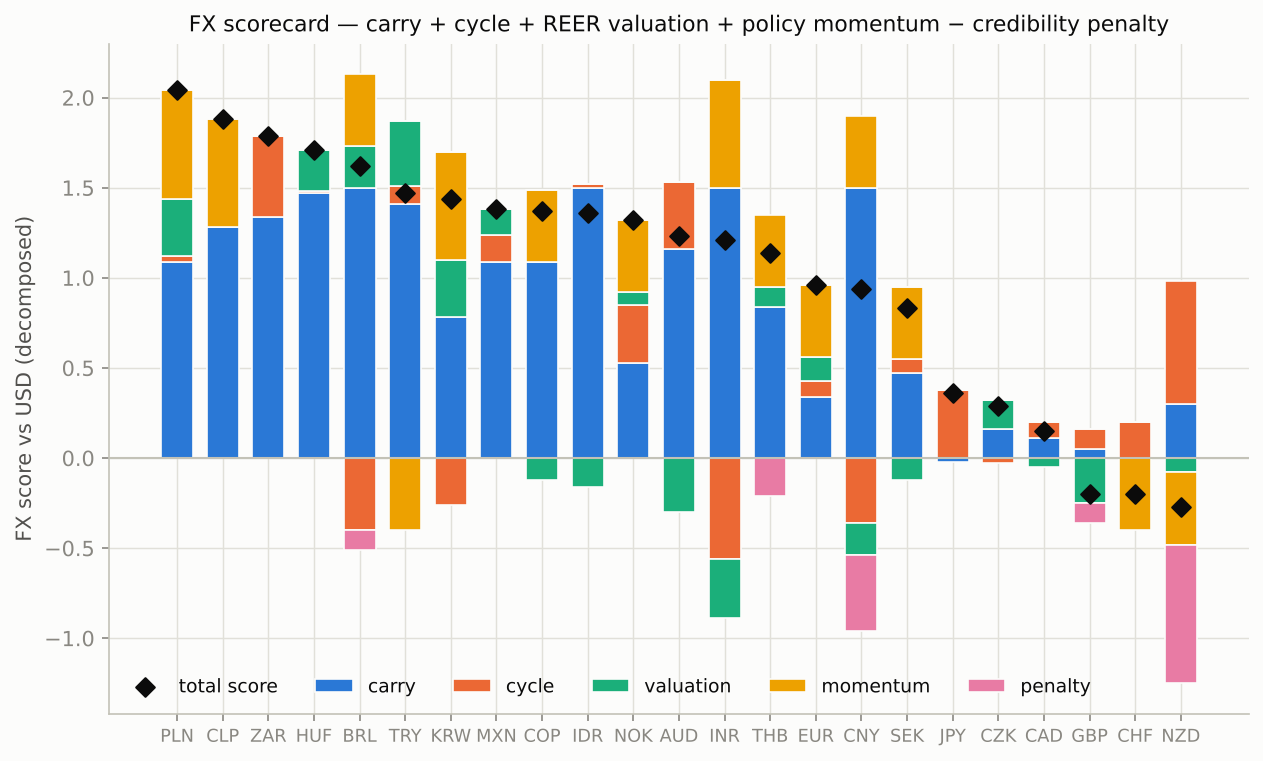 FX scorecard — carry + cycle + REER valuation + policy momentum − credibility penalty
FX score vs USD (decomposed)
2.0
1.5
1.0
0.5
0.0
−0.5
−1.0
total score carry cycle valuation momentum penalty
PLN CLP ZAR HUF BRL TRY KRW MXN COP IDR NOK AUD INR THB EUR CNY SEK JPY CZK CAD GBP CHF NZD